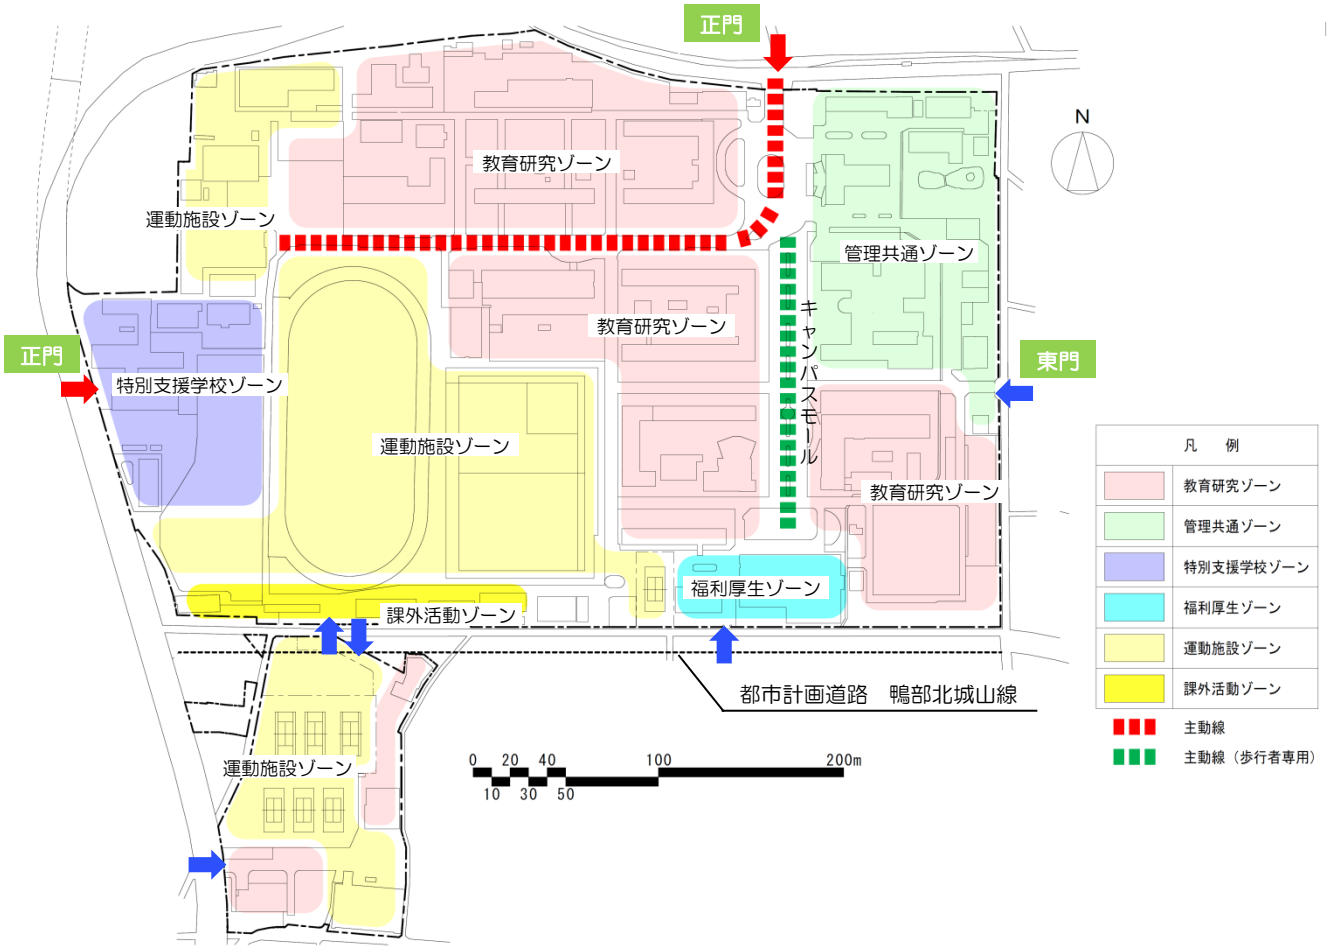 正門
N
教育研究ゾーン
運動施設ゾーン
管理共通ゾーン
キャンパスモール
教育研究ゾーン
正門
東門
特別支援学校ゾーン
運動施設ゾーン
教育研究ゾーン
福利厚生ゾーン
課外活動ゾーン
都市計画道路 鴨部北城山線
運動施設ゾーン
0 20 40 100 200m
10 30 50
凡 例
教育研究ゾーン
管理共通ゾーン
特別支援学校ゾーン
福利厚生ゾーン
運動施設ゾーン
課外活動ゾーン
主動線
主動線（歩行者専用）